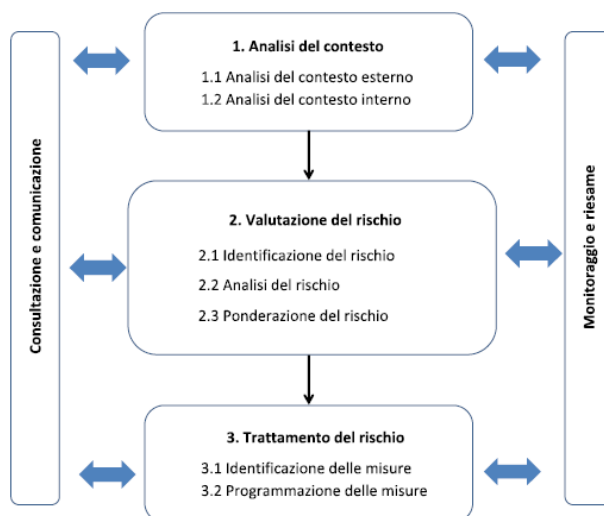 Consultazione e comunicazione
1. Analisi del contesto
1.1 Analisi del contesto esterno
1.2 Analisi del contesto interno
2. Valutazione del rischio
2.1 Identificazione del rischio
2.2 Analisi del rischio
2.3 Ponderazione del rischio
3. Trattamento del rischio
3.1 Identificazione delle misure
3.2 Programmazione delle misure
Monitoraggio e riesame